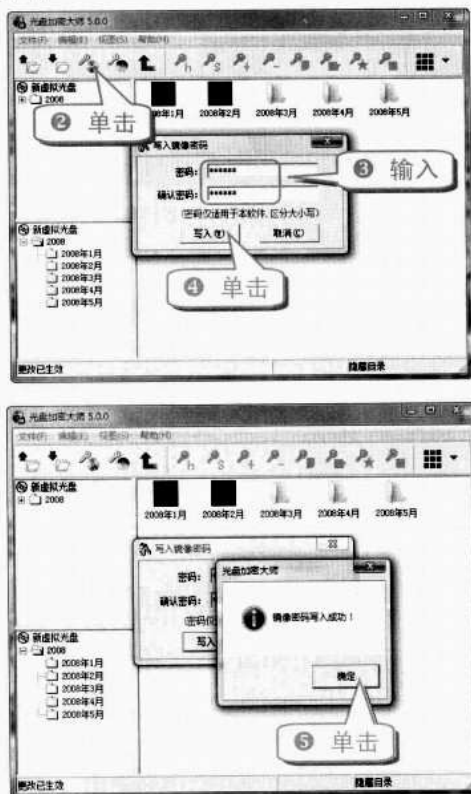 光盘加密大师 5.0.0
文件(F) 编辑(E) 视图(S) 帮助(H)
新虚拟光盘
2008
2008年1月 2008年2月 2008年3月 2008年4月 2008年5月
❷ 单击
写入镜像密码
密码: ******
❸ 输入
确认密码: ******
(密码仅适用于本软件,区分大小写)
写入(W) 取消(C)
❹ 单击
新虚拟光盘
2008
2008年1月
2008年2月
2008年3月
2008年4月
2008年5月
更改已生效 隐藏目录
光盘加密大师 5.0.0
文件(F) 编辑(E) 视图(S) 帮助(H)
新虚拟光盘
2008
2008年1月 2008年2月 2008年3月 2008年4月 2008年5月
写入镜像密码
光盘加密大师
密码:
确认密码:
镜像密码写入成功!
(密码仅
写入
确定
❺ 单击
新虚拟光盘
2008
2008年1月
2008年2月
2008年3月
2008年4月
2008年5月
更改已生效 隐藏目录